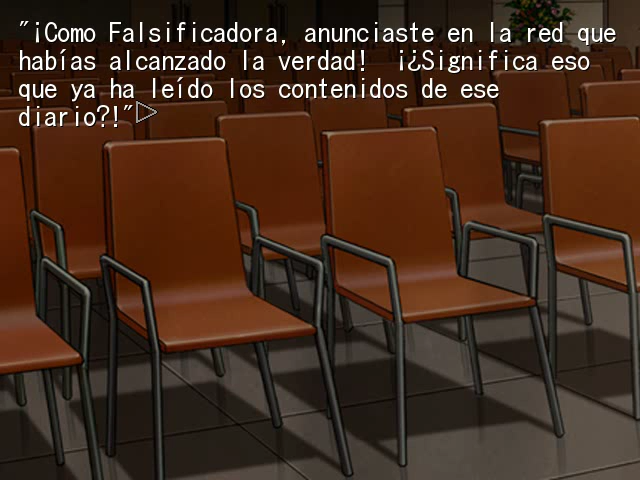 "¡Como Falsificadora, anunciaste en la red que
habías alcanzado la verdad!  ¡¿Significa eso
que ya ha leído los contenidos de ese
diario?!"